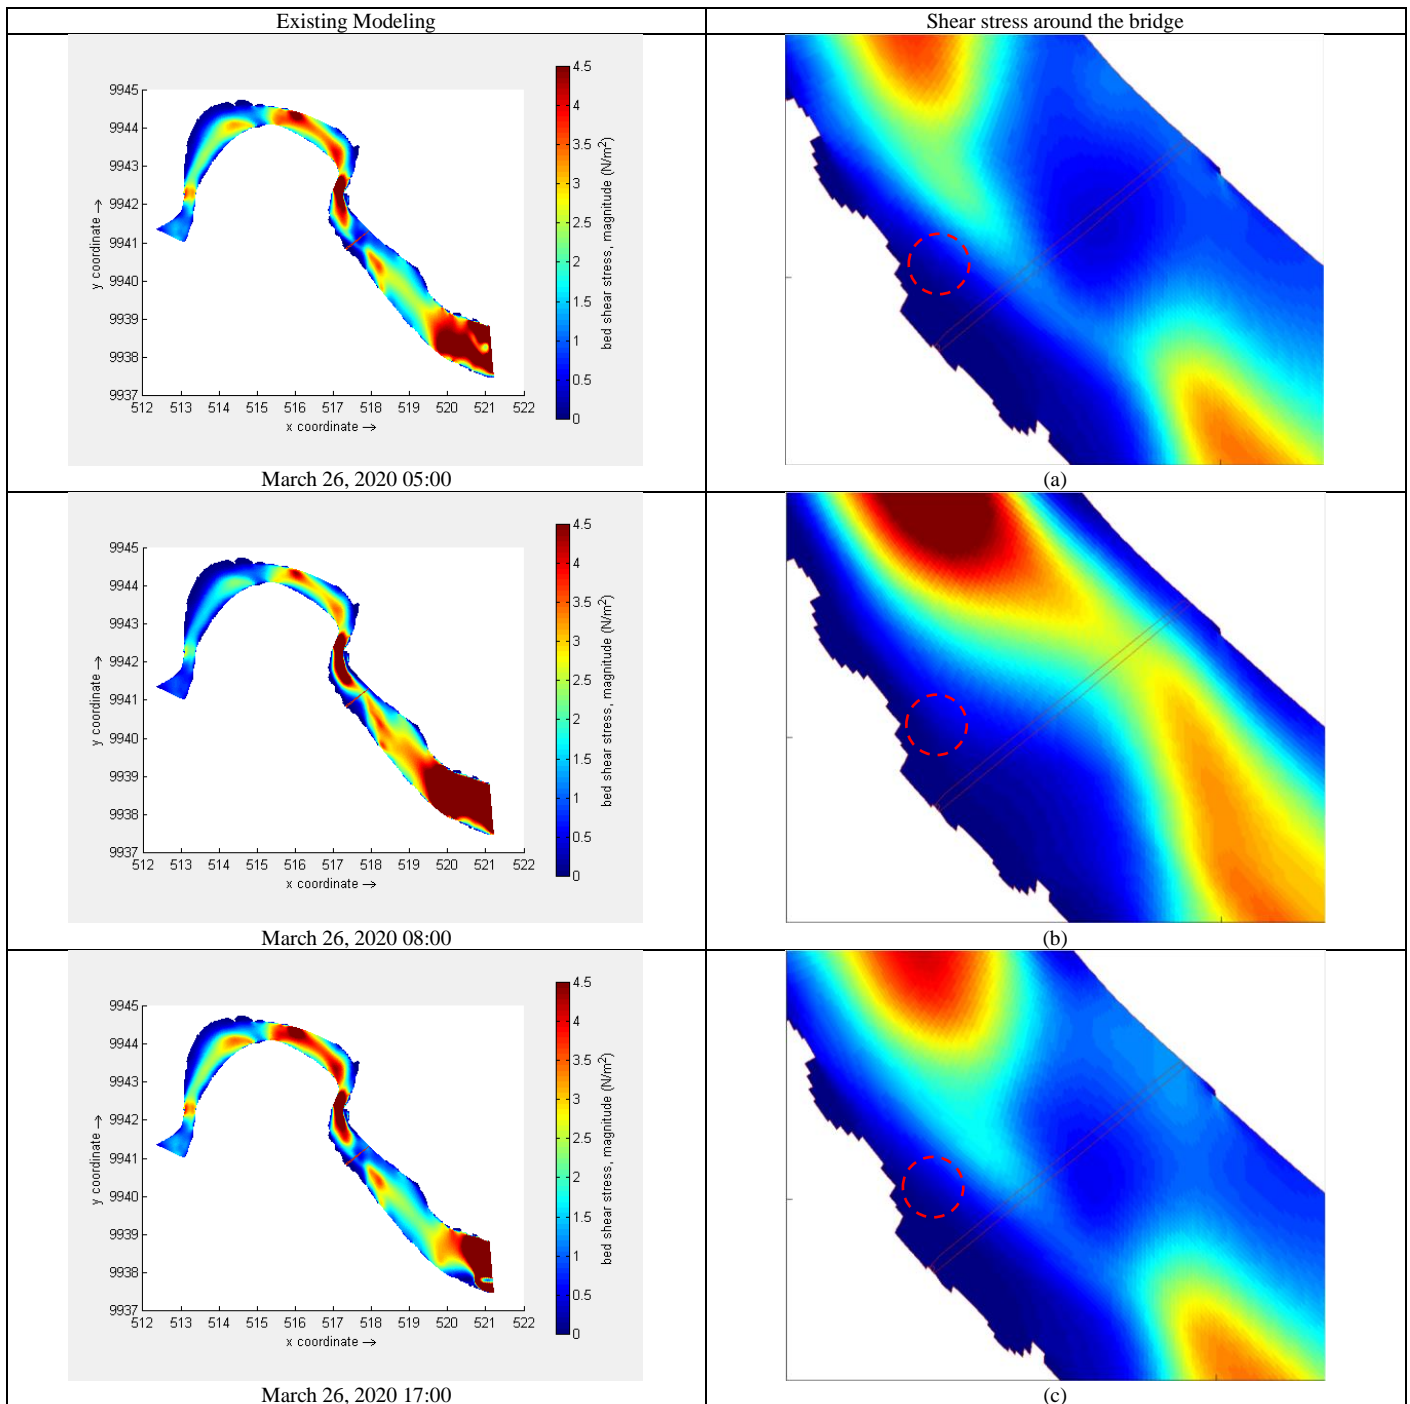 Existing Modeling
Shear stress around the bridge
9945
9944
9943
9942
9941
9940
9939
9938
9937
512 513 514 515 516 517 518 519 520 521 522
x coordinate →
y coordinate →
4.5
4
3.5
3
2.5
2
1.5
1
0.5
0
bed shear stress, magnitude (N/m²)
March 26, 2020 05:00
(a)
9945
9944
9943
9942
9941
9940
9939
9938
9937
512 513 514 515 516 517 518 519 520 521 522
x coordinate →
y coordinate →
4.5
4
3.5
3
2.5
2
1.5
1
0.5
0
bed shear stress, magnitude (N/m²)
March 26, 2020 08:00
(b)
9945
9944
9943
9942
9941
9940
9939
9938
9937
512 513 514 515 516 517 518 519 520 521 522
x coordinate →
y coordinate →
4.5
4
3.5
3
2.5
2
1.5
1
0.5
0
bed shear stress, magnitude (N/m²)
March 26, 2020 17:00
(c)